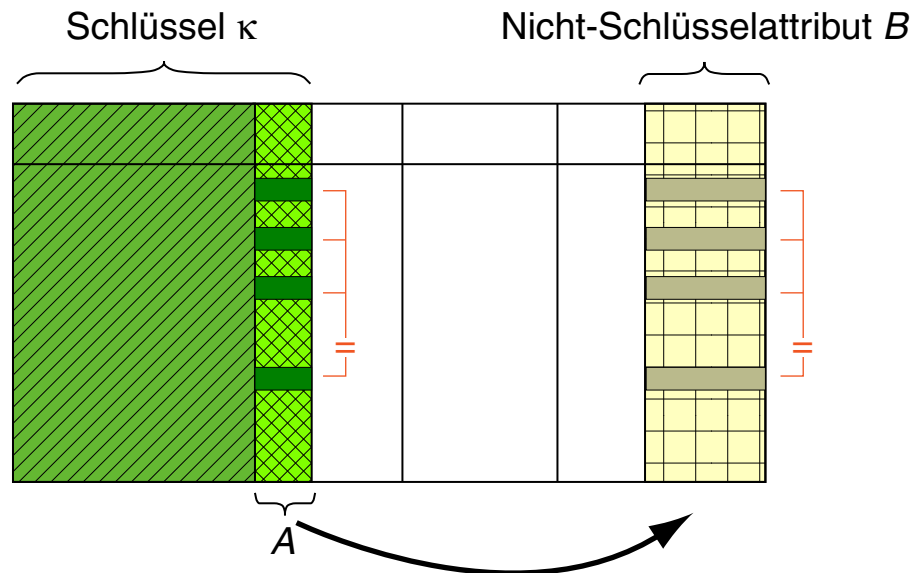 Schlüssel κ
Nicht-Schlüsselattribut B
=
=
A